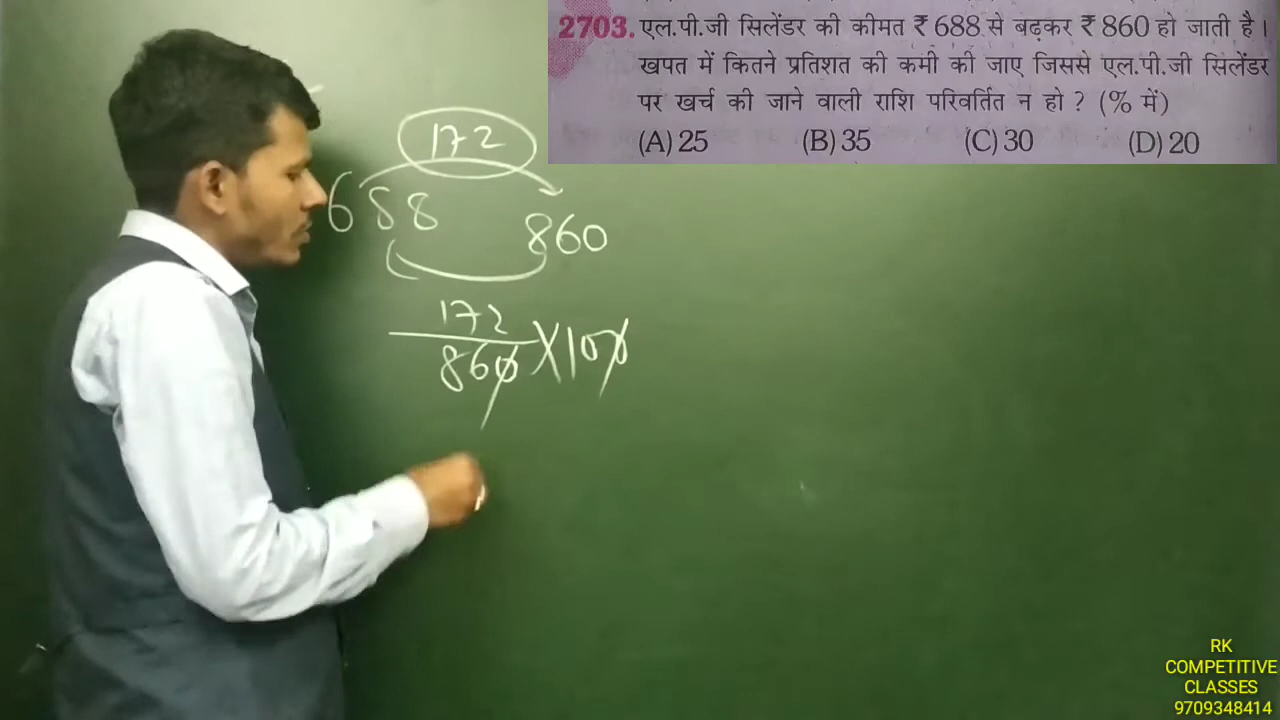 2703. एल.पी.जी सिलेंडर की कीमत ₹ 688 से बढ़कर ₹ 860 हो जाती है।
खपत में कितने प्रतिशत की कमी की जाए जिससे एल.पी.जी सिलेंडर
पर खर्च की जाने वाली राशि परिवर्तित न हो ? (% में)
(A) 25 (B) 35 (C) 30 (D) 20
172
688 860
172
860 X 100
RK
COMPETITIVE
CLASSES
9709348414